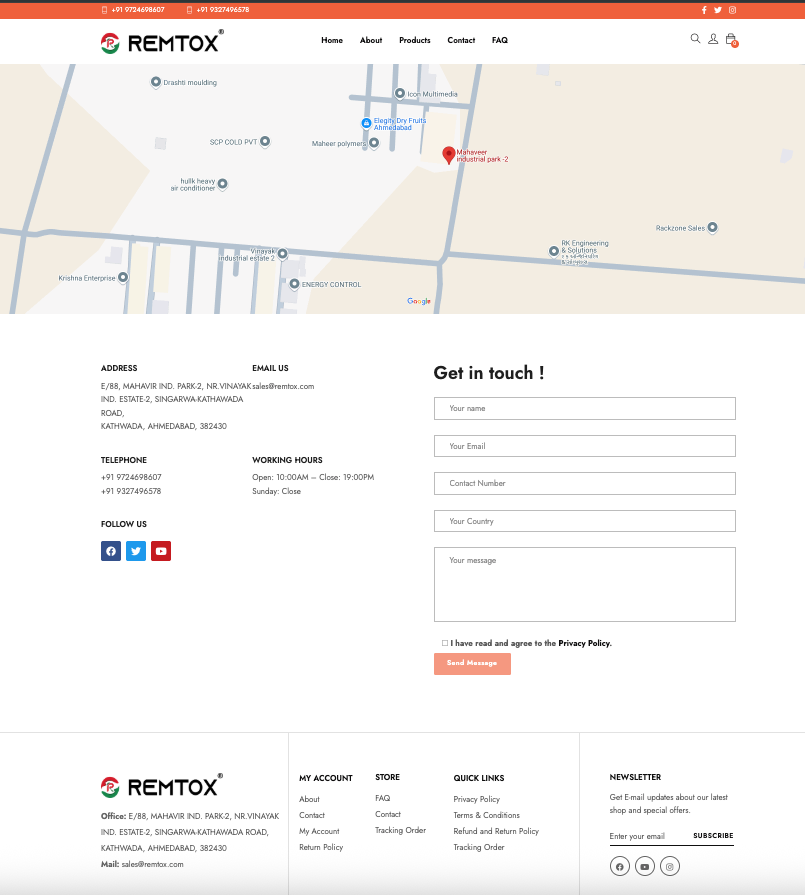 +91 9724698607 +91 9327496578
REMTOX®
Home About Products Contact FAQ
0
Drashti moulding
Icon Multimedia
Elegity Dry Fruits
Ahmedabad
SCP COLD PVT
Maheer polymers
Mahaveer
industrial park -2
hullk heavy
air conditioner
Rackzone Sales
RK Engineering
& Solutions
Vinayak
industrial estate 2
Krishna Enterprise
ENERGY CONTROL
Google
ADDRESS
E/88, MAHAVIR IND. PARK-2, NR.VINAYAK
IND. ESTATE-2, SINGARWA-KATHAWADA
ROAD,
KATHWADA, AHMEDABAD, 382430
EMAIL US
sales@remtox.com
TELEPHONE
+91 9724698607
+91 9327496578
WORKING HOURS
Open: 10:00AM – Close: 19:00PM
Sunday: Close
FOLLOW US
Get in touch !
Your name
Your Email
Contact Number
Your Country
Your message
I have read and agree to the Privacy Policy.
Send Message
REMTOX®
Office: E/88, MAHAVIR IND. PARK-2, NR.VINAYAK
IND. ESTATE-2, SINGARWA-KATHAWADA ROAD,
KATHWADA, AHMEDABAD, 382430
Mail: sales@remtox.com
MY ACCOUNT
About
Contact
My Account
Return Policy
STORE
FAQ
Contact
Tracking Order
QUICK LINKS
Privacy Policy
Terms & Conditions
Refund and Return Policy
Tracking Order
NEWSLETTER
Get E-mail updates about our latest
shop and special offers.
Enter your email SUBSCRIBE